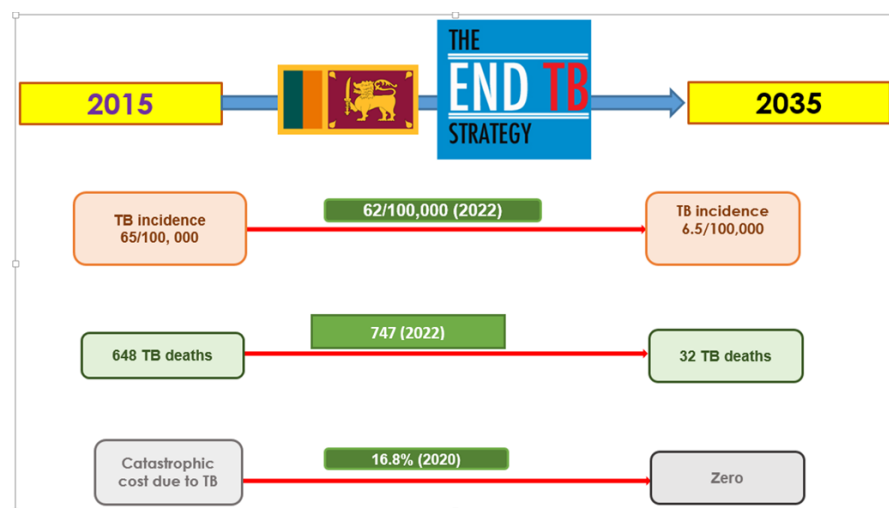 THE
END TB
STRATEGY
2015
2035
62/100,000 (2022)
TB incidence
65/100, 000
TB incidence
6.5/100,000
747 (2022)
648 TB deaths
32 TB deaths
16.8% (2020)
Catastrophic
cost due to TB
Zero